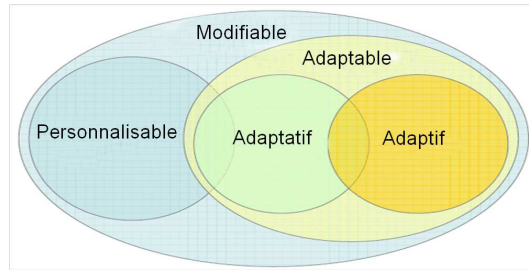 Modifiable
Adaptable
Personnalisable
Adaptatif
Adaptif